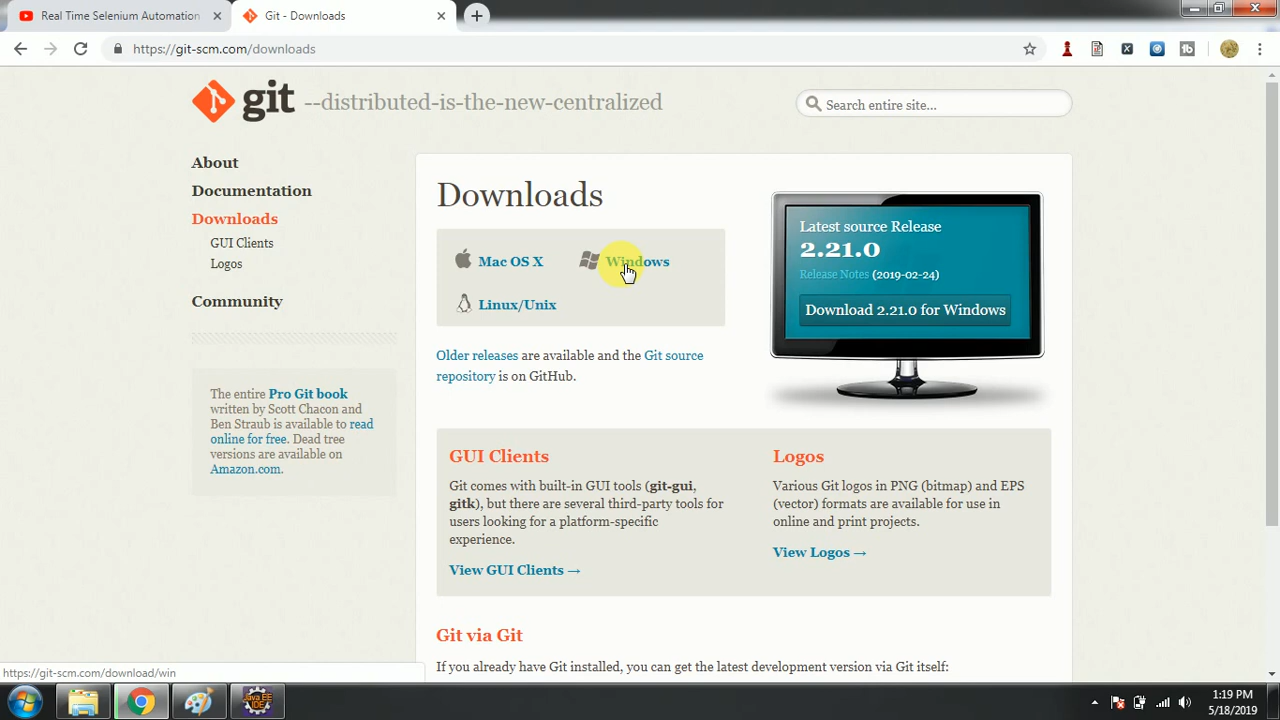 Real Time Selenium Automation
Git - Downloads
https://git-scm.com/downloads
git --distributed-is-the-new-centralized
Search entire site...
About
Documentation
Downloads
GUI Clients
Logos
Community
The entire Pro Git book
written by Scott Chacon and
Ben Straub is available to read
online for free. Dead tree
versions are available on
Amazon.com.
Downloads
Mac OS X
Windows
Linux/Unix
Older releases are available and the Git source
repository is on GitHub.
Latest source Release
2.21.0
Release Notes (2019-02-24)
Download 2.21.0 for Windows
GUI Clients
Git comes with built-in GUI tools (git-gui,
gitk), but there are several third-party tools for
users looking for a platform-specific
experience.
View GUI Clients →
Logos
Various Git logos in PNG (bitmap) and EPS
(vector) formats are available for use in
online and print projects.
View Logos →
Git via Git
If you already have Git installed, you can get the latest development version via Git itself:
https://git-scm.com/download/win
Java EE
IDE
1:19 PM
5/18/2019